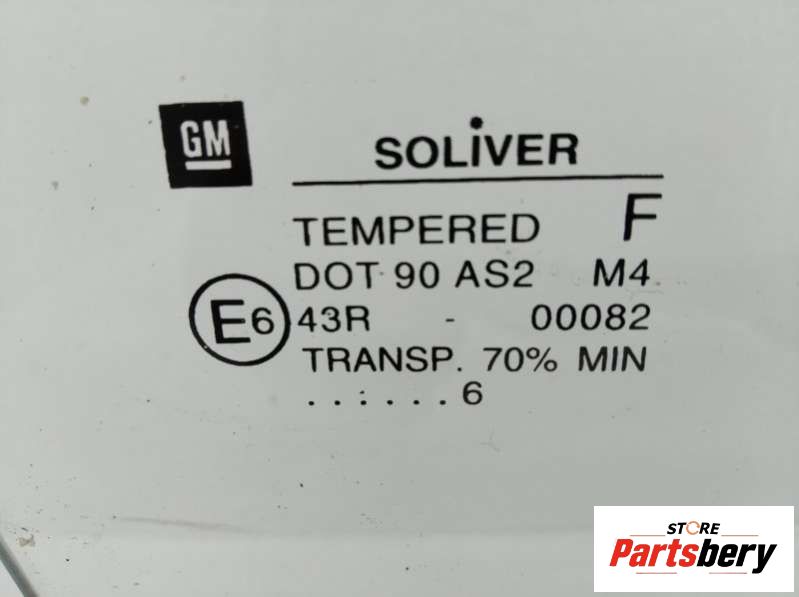 GM
SOLiVER
TEMPERED F
DOT 90 AS2 M4
E6 43R - 00082
TRANSP. 70% MIN
. . : . . . 6
STORE
Partsbery